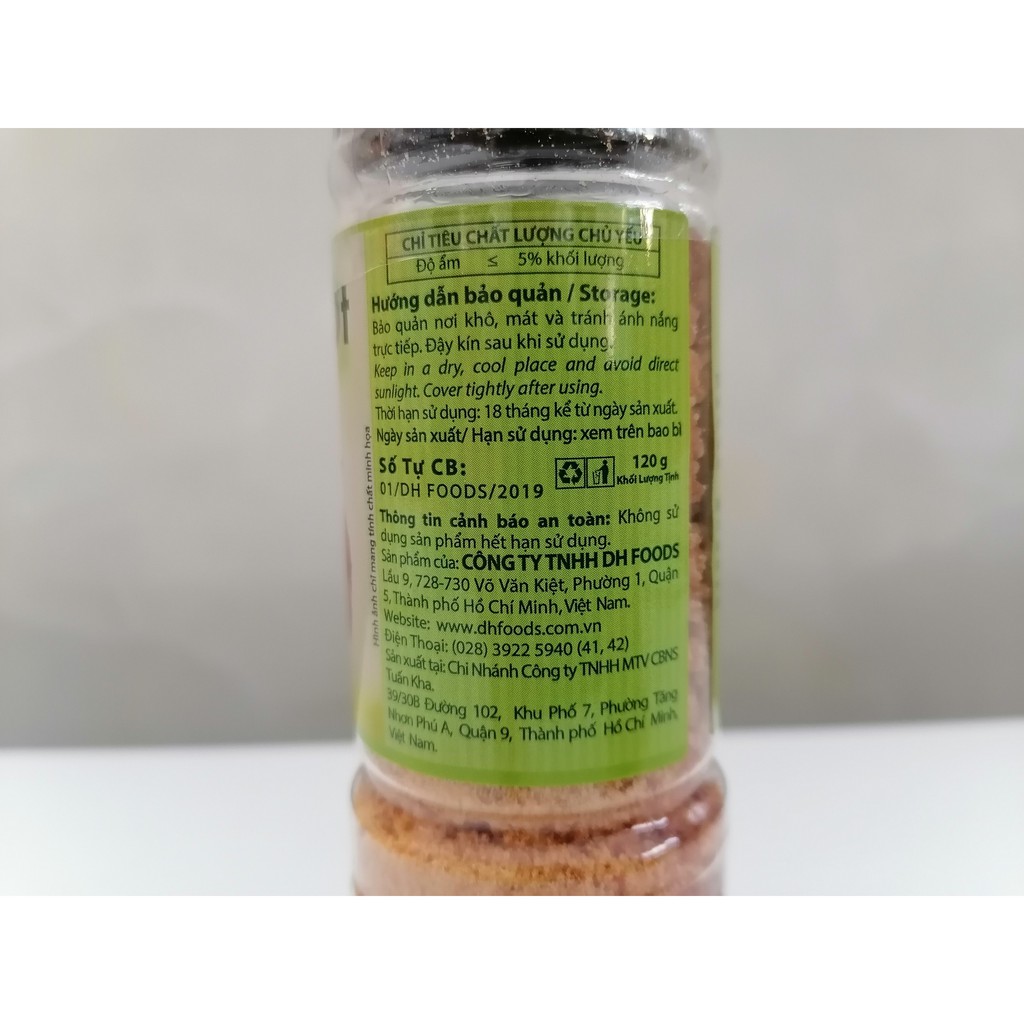 CHỈ TIÊU CHẤT LƯỢNG CHỦ YẾU
Độ ẩm ≤ 5% khối lượng
Hướng dẫn bảo quản / Storage:
Bảo quản nơi khô, mát và tránh ánh nắng
trực tiếp. Đậy kín sau khi sử dụng.
Keep in a dry, cool place and avoid direct
sunlight. Cover tightly after using.
Thời hạn sử dụng: 18 tháng kể từ ngày sản xuất.
Ngày sản xuất/ Hạn sử dụng: xem trên bao bì
Số Tự CB:
01/DH FOODS/2019
120 g
Khối Lượng Tịnh
Thông tin cảnh báo an toàn: Không sử
dụng sản phẩm hết hạn sử dụng.
Sản phẩm của: CÔNG TY TNHH DH FOODS
Lầu 9, 728-730 Võ Văn Kiệt, Phường 1, Quận
5, Thành phố Hồ Chí Minh, Việt Nam.
Website: www.dhfoods.com.vn
Điện Thoại: (028) 3922 5940 (41, 42)
Sản xuất tại: Chi Nhánh Công ty TNHH MTV CBNS
Tuấn Kha.
39/30B Đường 102, Khu Phố 7, Phường Tăng
Nhơn Phú A, Quận 9, Thành phố Hồ Chí Minh,
Việt Nam.
Hình ảnh chỉ mang tính chất minh họa